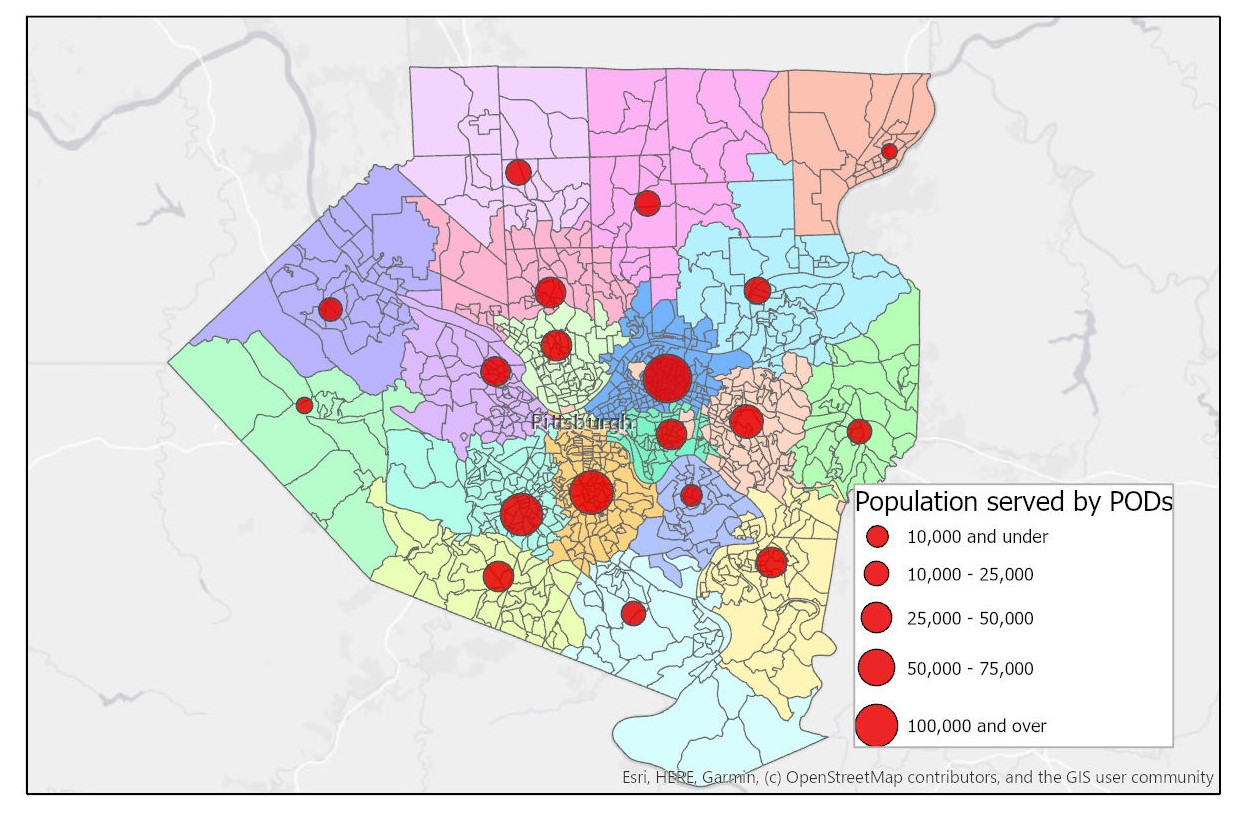 Pittsburgh
Population served by PODs
10,000 and under
10,000 - 25,000
25,000 - 50,000
50,000 - 75,000
100,000 and over
Esri, HERE, Garmin, (c) OpenStreetMap contributors, and the GIS user community